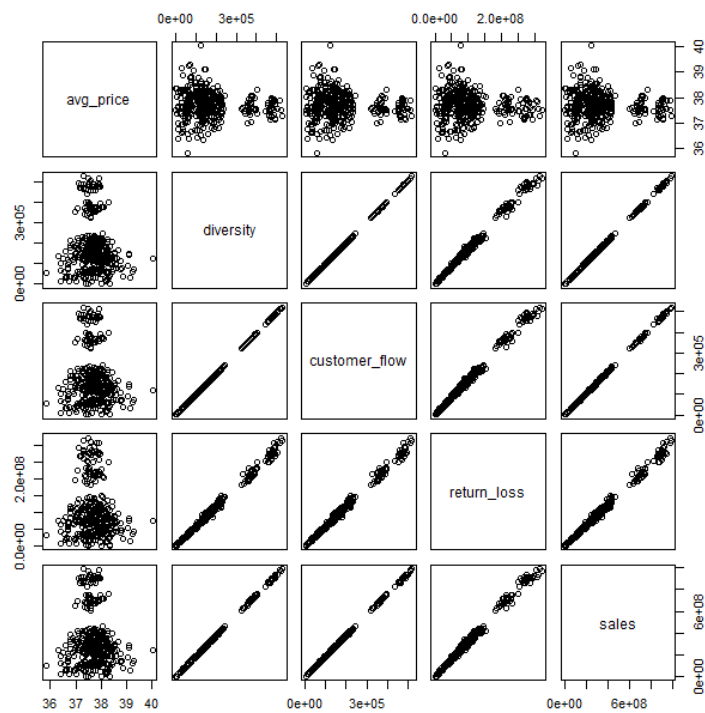 0e+00 3e+05 0.0e+00 2.0e+08
avg_price
36 37 38 39 40
0e+00 3e+05
diversity
customer_flow
0e+00 3e+05
0.0e+00 2.0e+08
return_loss
sales
0e+00 6e+08
36 37 38 39 40 0e+00 3e+05 0e+00 6e+08